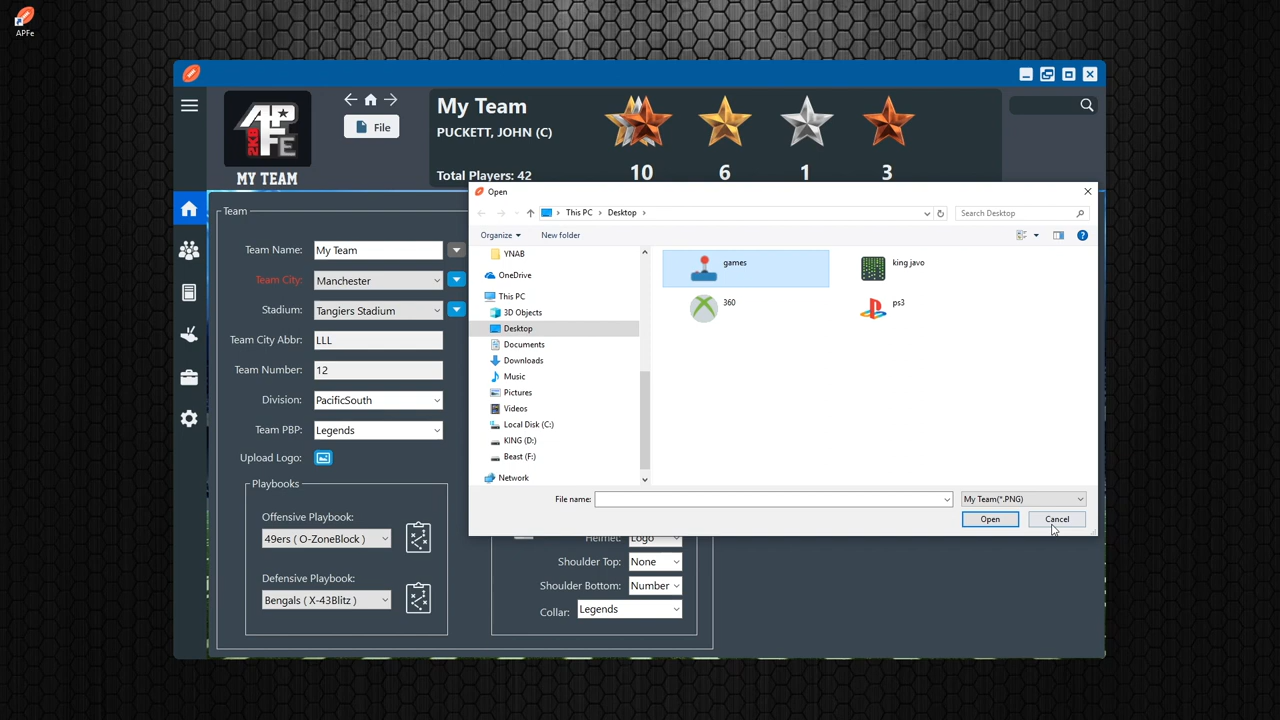 APFe
APFe
2K8
MY TEAM
File
My Team
PUCKETT, JOHN (C)
Total Players: 42
10
6
1
3
Team
Team Name:
My Team
Team City:
Manchester
Stadium:
Tangiers Stadium
Team City Abbr:
LLL
Team Number:
12
Division:
PacificSouth
Team PBP:
Legends
Upload Logo:
Playbooks
Offensive Playbook:
49ers ( O-ZoneBlock )
Defensive Playbook:
Bengals ( X-43Blitz )
Open
This PC
Desktop
Search Desktop
Organize
New folder
YNAB
OneDrive
This PC
3D Objects
Desktop
Documents
Downloads
Music
Pictures
Videos
Local Disk (C:)
KING (D:)
Beast (F:)
Network
games
king javo
360
ps3
File name:
My Team(*.PNG)
Open
Cancel
Helmet:
Logo
Shoulder Top:
None
Shoulder Bottom:
Number
Collar:
Legends